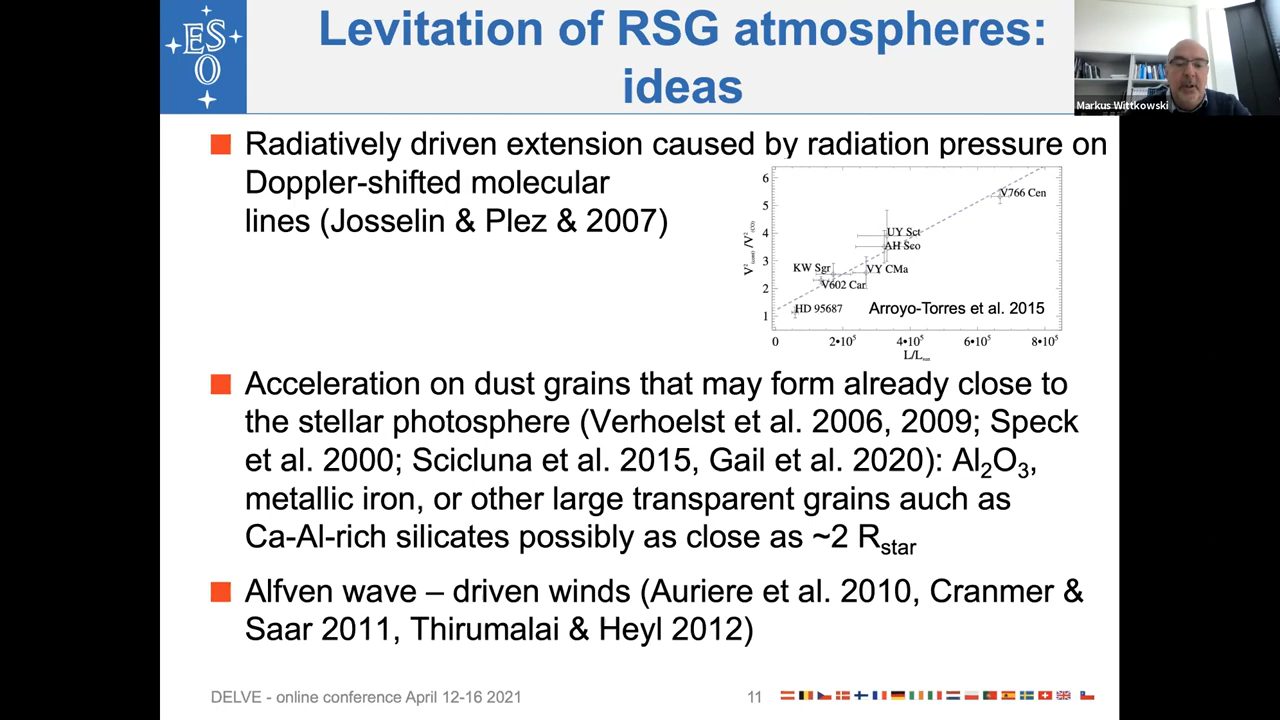 ES
O
Levitation of RSG atmospheres:
ideas
Markus Wittkowski
Radiatively driven extension caused by radiation pressure on
Doppler-shifted molecular
lines (Josselin & Plez & 2007)
6
5
4
3
2
1
V766 Cen
UY Sct
AH Sco
KW Sgr
VY CMa
V602 Car
HD 95687
Arroyo-Torres et al. 2015
0
2•10⁵
4•10⁵
6•10⁵
8•10⁵
Acceleration on dust grains that may form already close to
the stellar photosphere (Verhoelst et al. 2006, 2009; Speck
et al. 2000; Scicluna et al. 2015, Gail et al. 2020): Al₂O₃,
metallic iron, or other large transparent grains auch as
Ca-Al-rich silicates possibly as close as ~2 Rstar
Alfven wave – driven winds (Auriere et al. 2010, Cranmer &
Saar 2011, Thirumalai & Heyl 2012)
DELVE - online conference April 12-16 2021
11